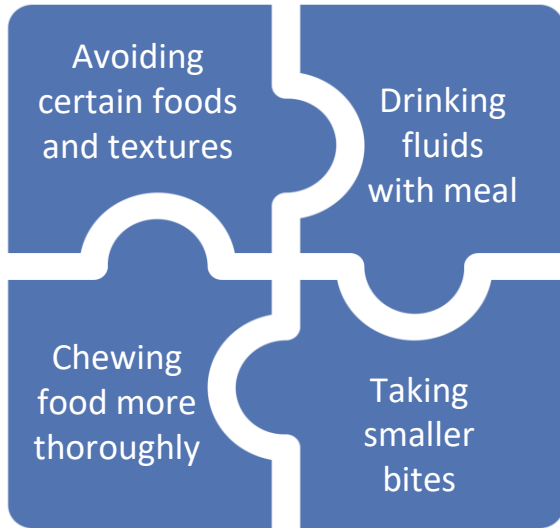 Avoiding
certain foods
and textures
Drinking
fluids
with meal
Chewing
food more
thoroughly
Taking
smaller
bites